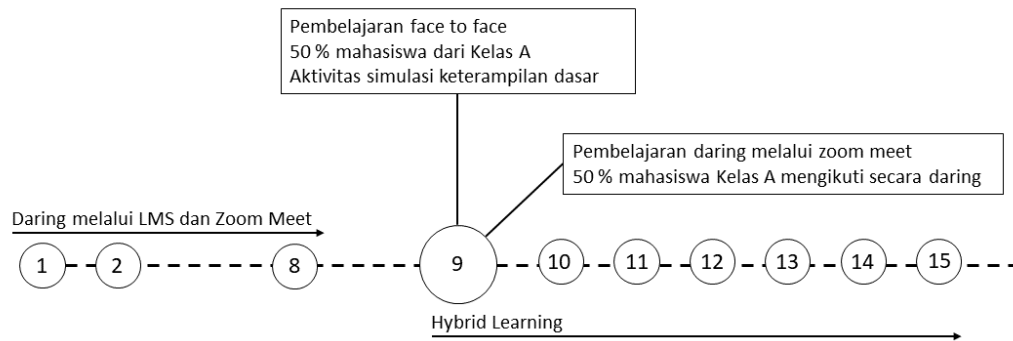 Pembelajaran face to face
50 % mahasiswa dari Kelas A
Aktivitas simulasi keterampilan dasar
Pembelajaran daring melalui zoom meet
50 % mahasiswa Kelas A mengikuti secara daring
Daring melalui LMS dan Zoom Meet
1 2 8 9 10 11 12 13 14 15
Hybrid Learning